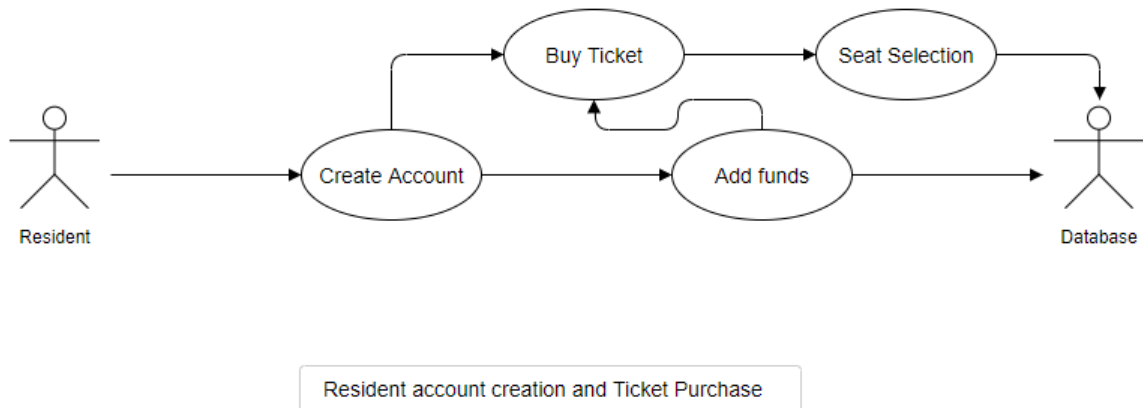 Buy Ticket
Seat Selection
Create Account
Add funds
Resident
Database
Resident account creation and Ticket Purchase